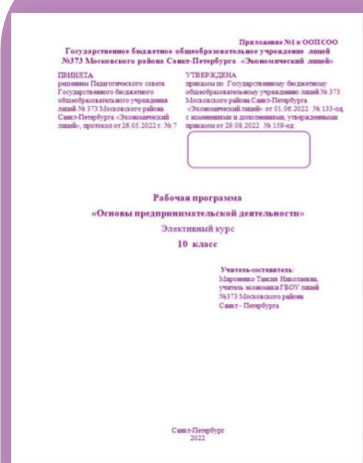 Приложение №1 к ООП СОО
Государственное бюджетное общеобразовательное учреждение лицей
№373 Московского района Санкт-Петербурга «Экономический лицей»
ПРИНЯТА
решением Педагогического совета
Государственного бюджетного
общеобразовательного учреждения
лицей № 373 Московского района
Санкт-Петербурга «Экономический
лицей», протокол от 26.05.2022 г. № 7
УТВЕРЖДЕНА
приказом по Государственному бюджетному
общеобразовательному учреждению лицей № 373
Московского района Санкт-Петербурга
«Экономический лицей» от 01.06.2022 № 133-од,
с изменениями и дополнениями, утвержденными
приказом от 29.08.2022 № 159-од
Рабочая программа
«Основы предпринимательской деятельности»
Элективный курс
10 класс
Учитель-составитель:
Мироненко Таисия Николаевна,
учитель экономики ГБОУ лицей
№373 Московского района
Санкт - Петербурга
Санкт-Петербург
2022